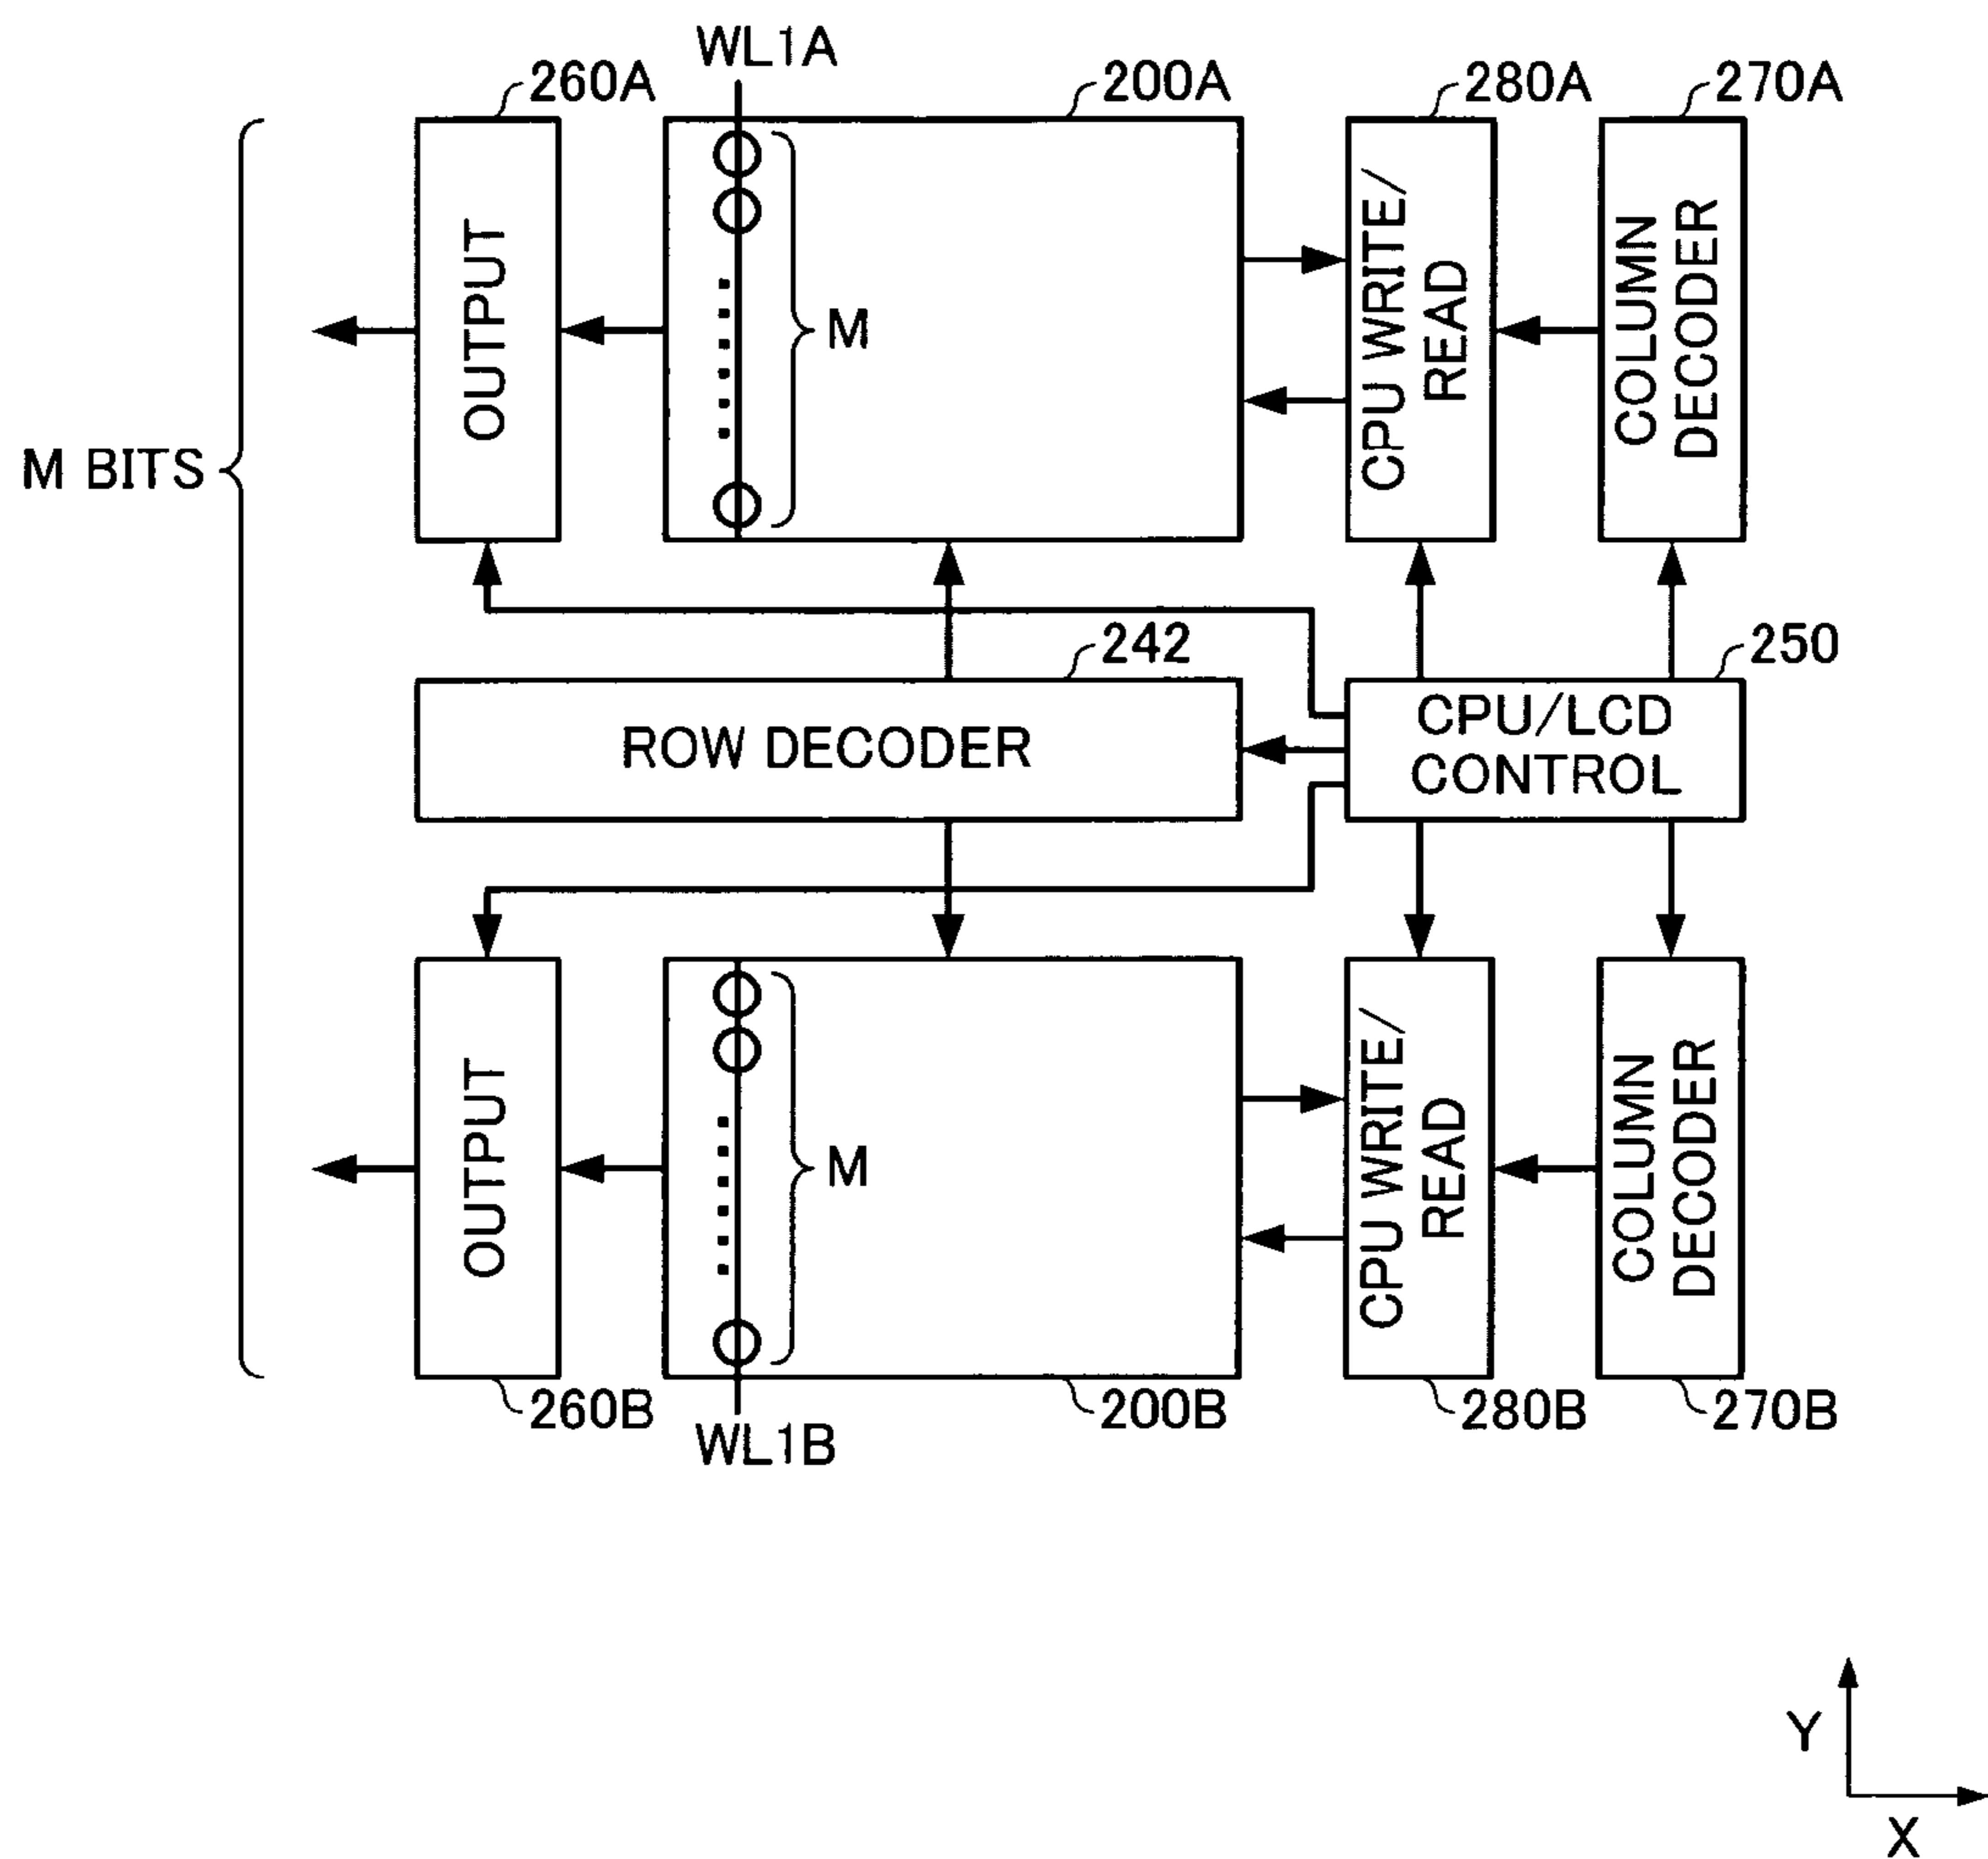 WL1A
260A
200A
280A
270A
OUTPUT
M
CPU WRITE/
READ
COLUMN
DECODER
M BITS
242
250
ROW DECODER
CPU/LCD
CONTROL
OUTPUT
M
CPU WRITE/
READ
COLUMN
DECODER
260B
200B
280B
270B
WL1B
Y
X